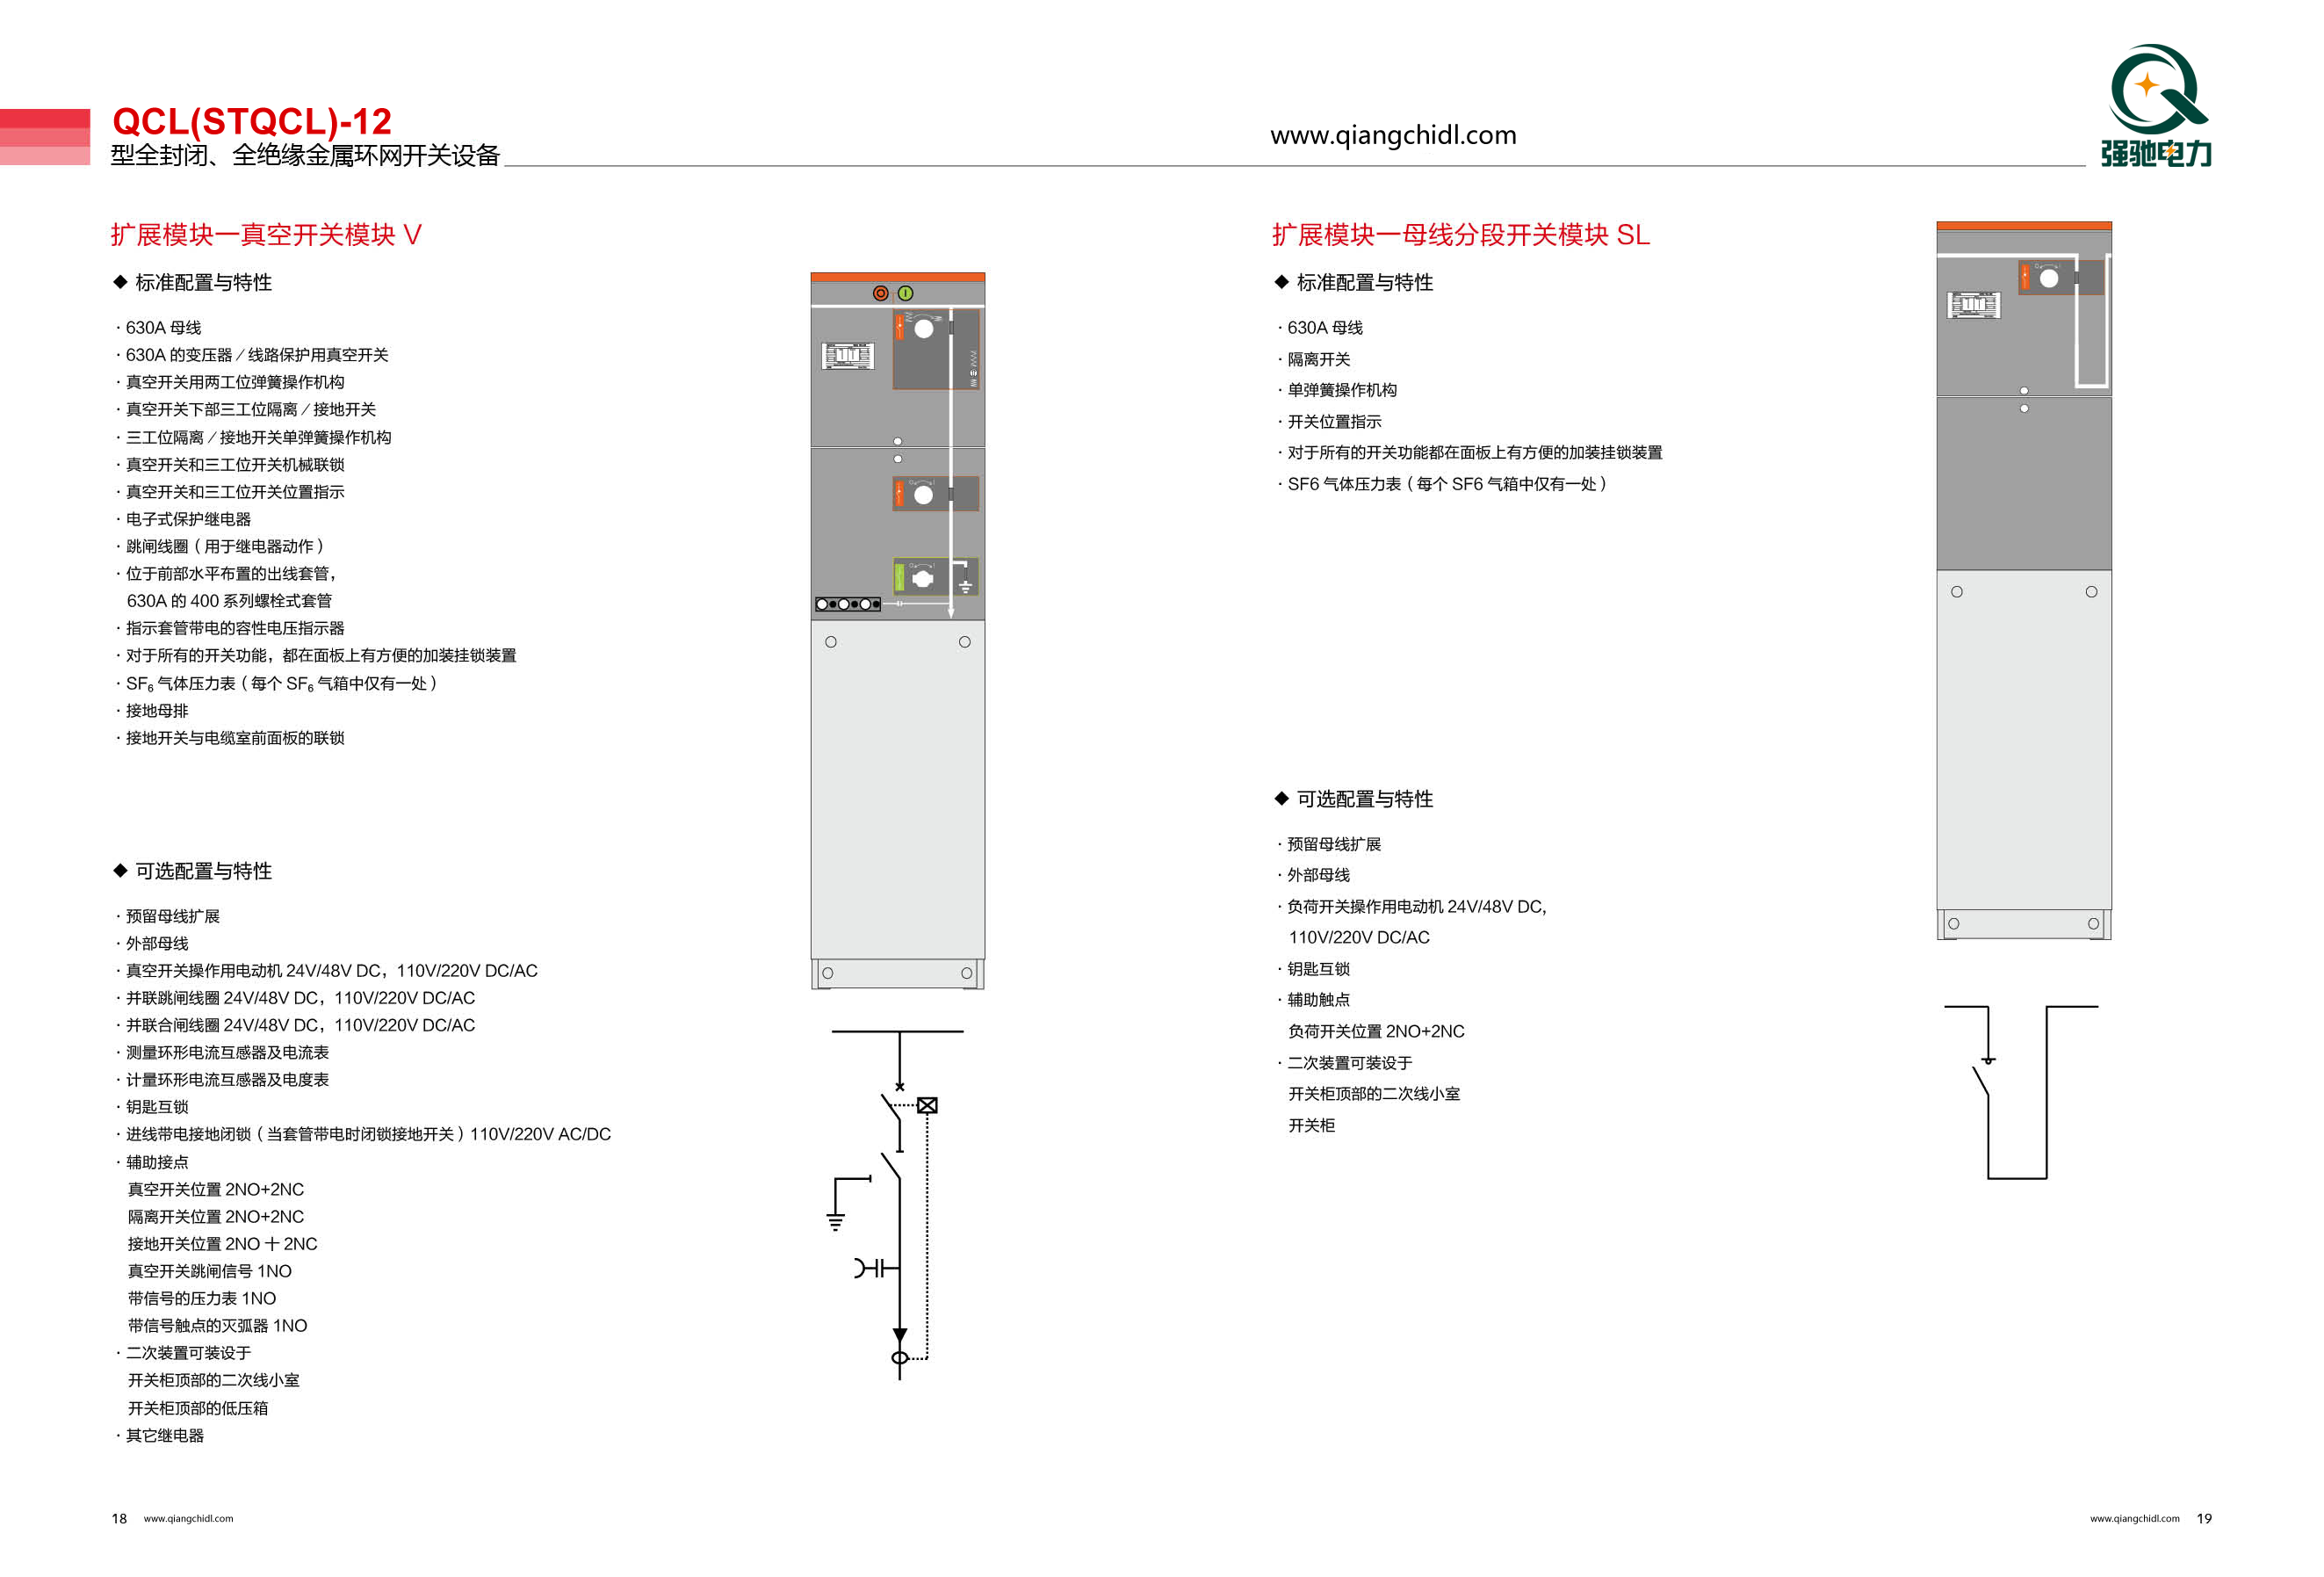 QCL(STQCL)-12
型全封闭、全绝缘金属环网开关设备
www.qiangchidl.com
强驰电力
扩展模块一真空开关模块 V
◆ 标准配置与特性
· 630A 母线
· 630A 的变压器／线路保护用真空开关
· 真空开关用两工位弹簧操作机构
· 真空开关下部三工位隔离／接地开关
· 三工位隔离／接地开关单弹簧操作机构
· 真空开关和三工位开关机械联锁
· 真空开关和三工位开关位置指示
· 电子式保护继电器
· 跳闸线圈（用于继电器动作）
· 位于前部水平布置的出线套管，
630A 的 400 系列螺栓式套管
· 指示套管带电的容性电压指示器
· 对于所有的开关功能，都在面板上有方便的加装挂锁装置
· SF₆ 气体压力表（每个 SF₆ 气箱中仅有一处）
· 接地母排
· 接地开关与电缆室前面板的联锁
◆ 可选配置与特性
· 预留母线扩展
· 外部母线
· 真空开关操作用电动机 24V/48V DC，110V/220V DC/AC
· 并联跳闸线圈 24V/48V DC，110V/220V DC/AC
· 并联合闸线圈 24V/48V DC，110V/220V DC/AC
· 测量环形电流互感器及电流表
· 计量环形电流互感器及电度表
· 钥匙互锁
· 进线带电接地闭锁（当套管带电时闭锁接地开关）110V/220V AC/DC
· 辅助接点
真空开关位置 2NO+2NC
隔离开关位置 2NO+2NC
接地开关位置 2NO 十 2NC
真空开关跳闸信号 1NO
带信号的压力表 1NO
带信号触点的灭弧器 1NO
· 二次装置可装设于
开关柜顶部的二次线小室
开关柜顶部的低压箱
· 其它继电器
扩展模块一母线分段开关模块 SL
◆ 标准配置与特性
· 630A 母线
· 隔离开关
· 单弹簧操作机构
· 开关位置指示
· 对于所有的开关功能都在面板上有方便的加装挂锁装置
· SF6 气体压力表（每个 SF6 气箱中仅有一处）
◆ 可选配置与特性
· 预留母线扩展
· 外部母线
· 负荷开关操作用电动机 24V/48V DC，
110V/220V DC/AC
· 钥匙互锁
· 辅助触点
负荷开关位置 2NO+2NC
· 二次装置可装设于
开关柜顶部的二次线小室
开关柜
18 www.qiangchidl.com
www.qiangchidl.com 19